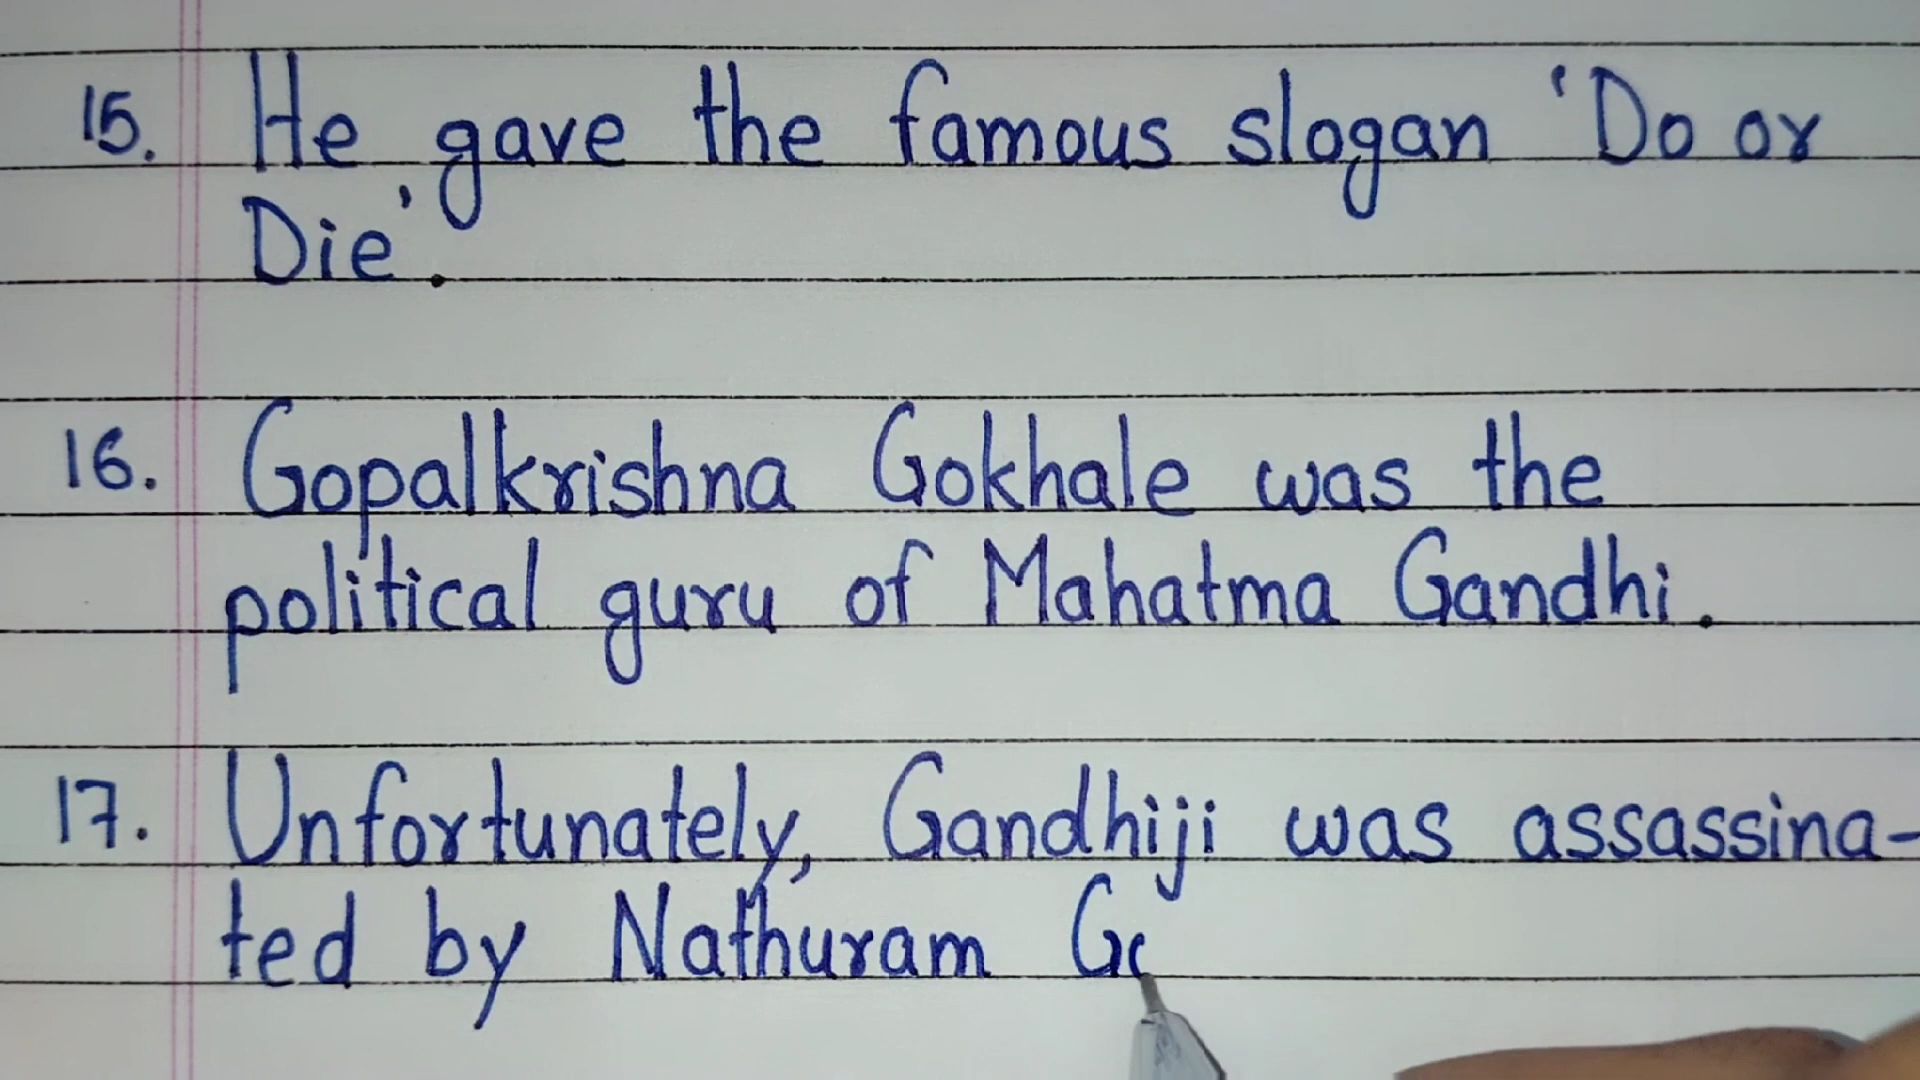 15. He gave the famous slogan 'Do or
Die'.
16. Gopalkrishna Gokhale was the
political guru of Mahatma Gandhi.
17. Unfortunately, Gandhiji was assassina-
ted by Nathuram